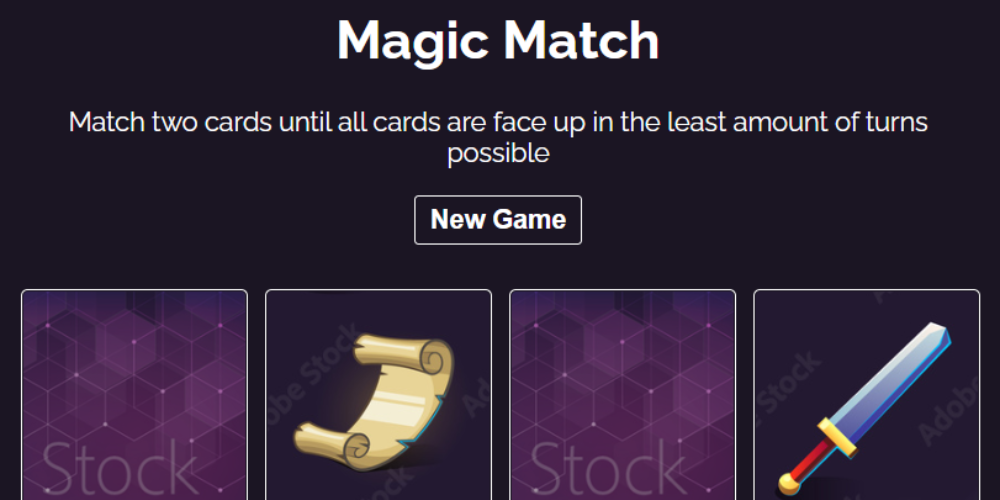 Magic Match
Match two cards until all cards are face up in the least amount of turns
possible
New Game
Adobe Stock
Adobe
Stock
Stock